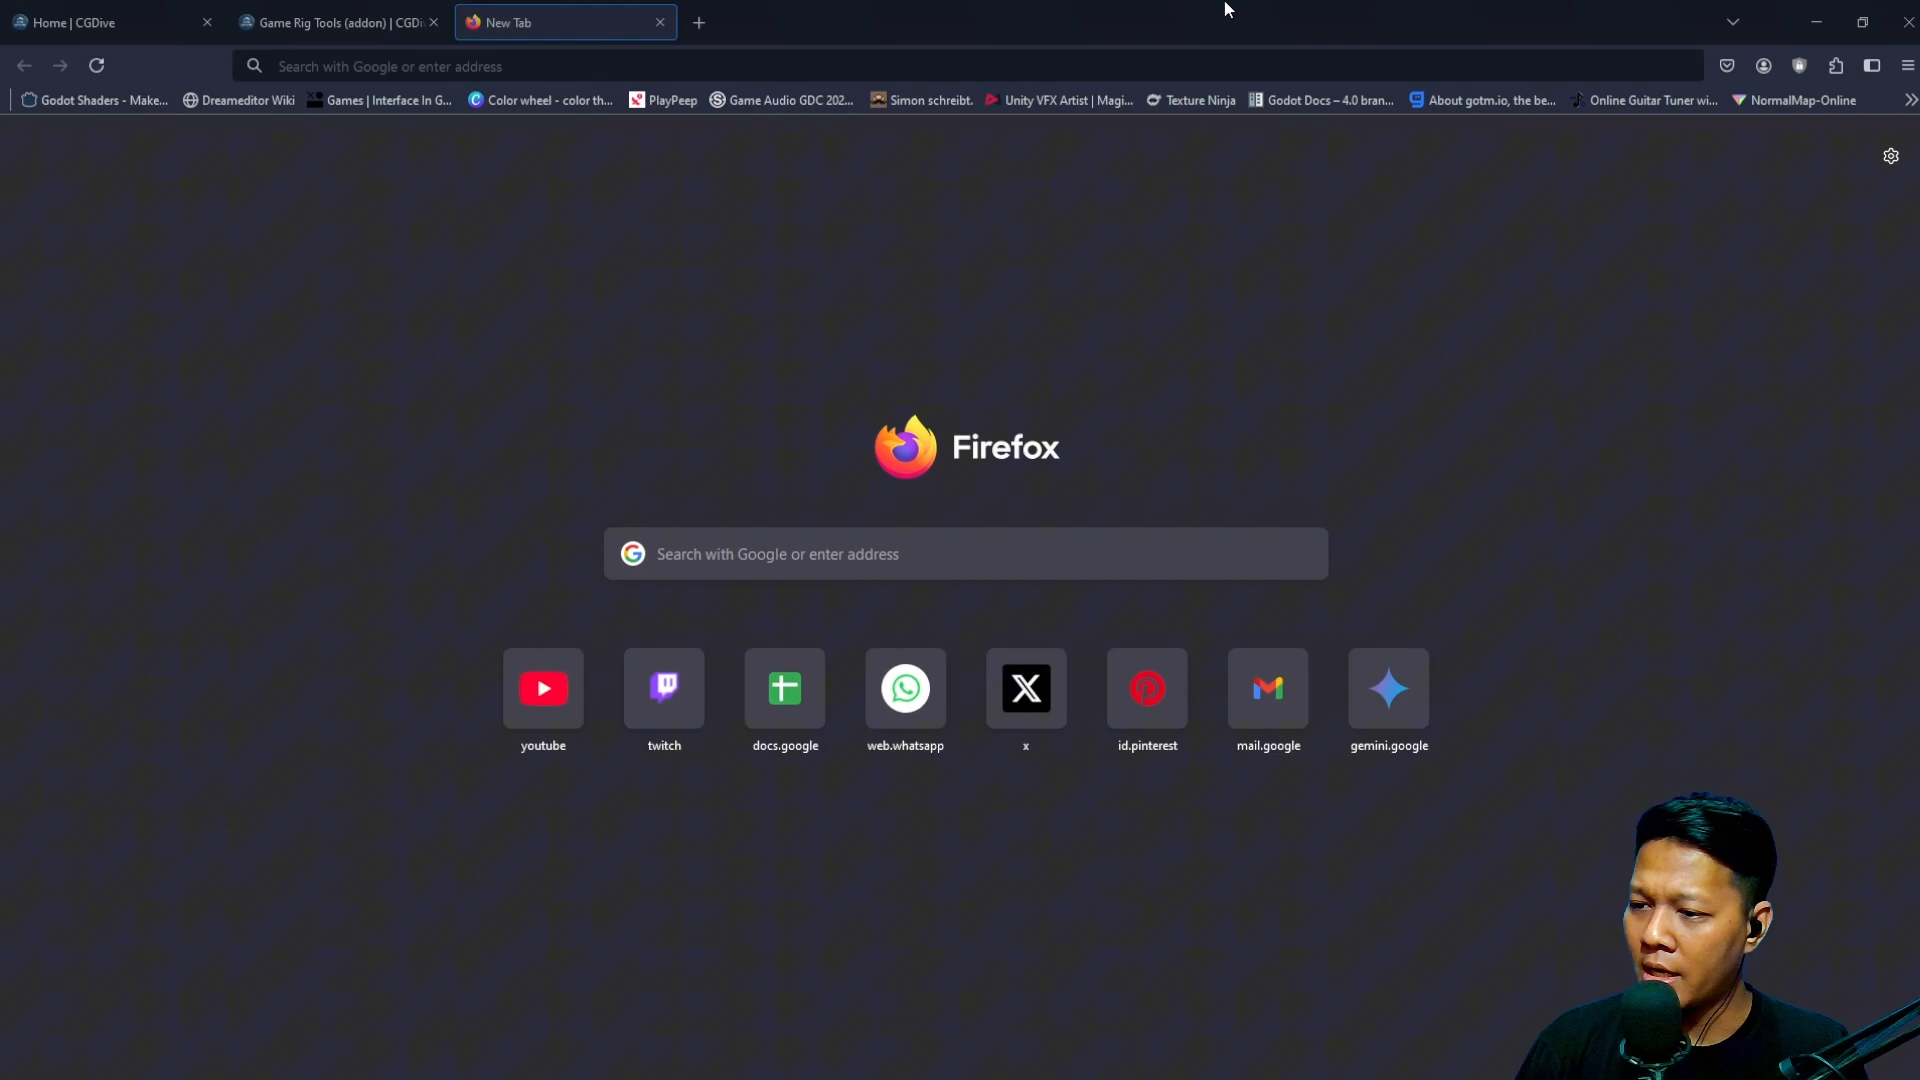 Home | CGDive
Game Rig Tools (addon) | CGDi
New Tab
Search with Google or enter address
Godot Shaders - Make...
Dreameditor Wiki
Games | Interface In G...
Color wheel - color th...
PlayPeep
Game Audio GDC 202...
Simon schreibt.
Unity VFX Artist | Magi...
Texture Ninja
Godot Docs – 4.0 bran...
About gotm.io, the be...
Online Guitar Tuner wi...
NormalMap-Online
Firefox
Search with Google or enter address
youtube
twitch
docs.google
web.whatsapp
x
id.pinterest
mail.google
gemini.google